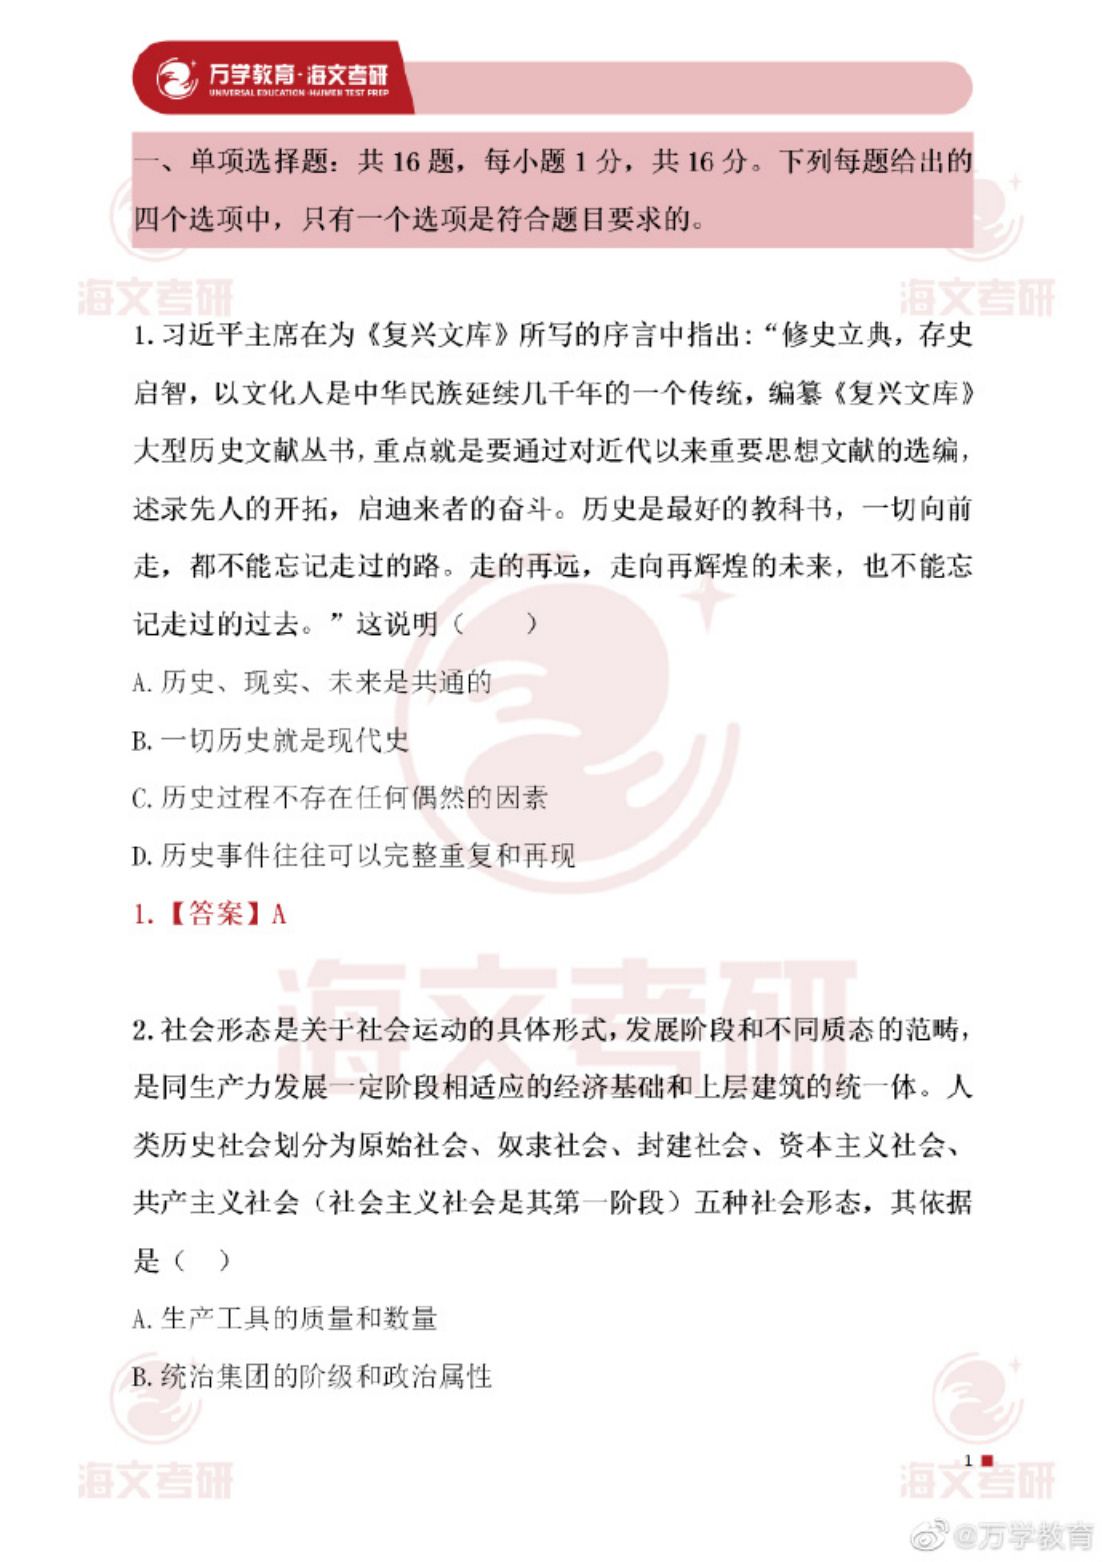 万学教育·海文考研
UNIVERSAL EDUCATION·HAIWEN TEST PREP
一、单项选择题：共 16 题，每小题 1 分，共 16 分。下列每题给出的
四个选项中，只有一个选项是符合题目要求的。
海文考研
海文考研
1. 习近平主席在为《复兴文库》所写的序言中指出：“修史立典，存史
启智，以文化人是中华民族延续几千年的一个传统，编纂《复兴文库》
大型历史文献丛书，重点就是要通过对近代以来重要思想文献的选编，
述录先人的开拓，启迪来者的奋斗。历史是最好的教科书，一切向前
走，都不能忘记走过的路。走的再远，走向再辉煌的未来，也不能忘
记走过的过去。”这说明（　　）
A. 历史、现实、未来是共通的
B. 一切历史就是现代史
C. 历史过程不存在任何偶然的因素
D. 历史事件往往可以完整重复和再现
1.【答案】A
海文考研
2. 社会形态是关于社会运动的具体形式，发展阶段和不同质态的范畴，
是同生产力发展一定阶段相适应的经济基础和上层建筑的统一体。人
类历史社会划分为原始社会、奴隶社会、封建社会、资本主义社会、
共产主义社会（社会主义社会是其第一阶段）五种社会形态，其依据
是（　）
A. 生产工具的质量和数量
B. 统治集团的阶级和政治属性
1
海文考研
海文考研
@万学教育